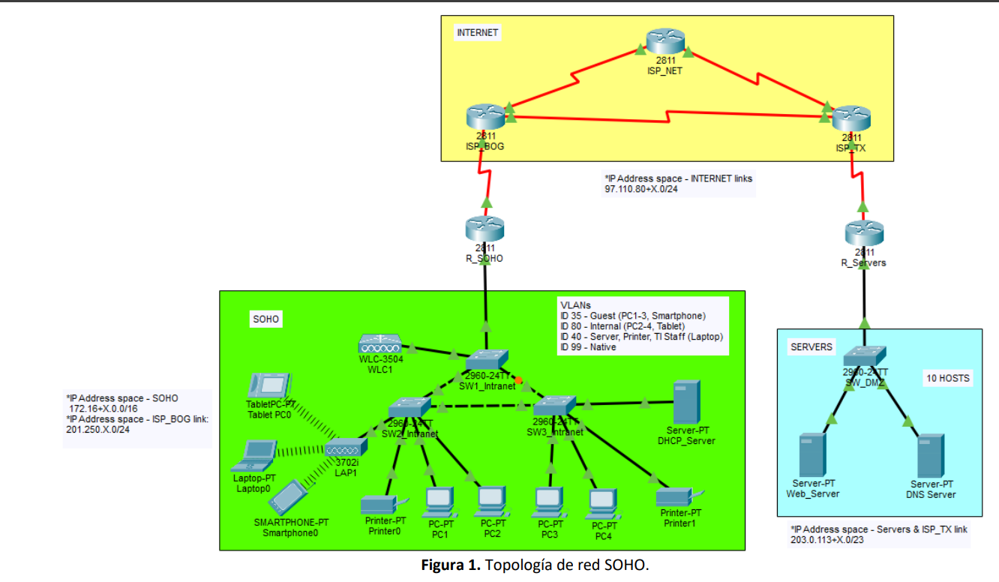 INTERNET
2811
ISP_NET
2811
ISP_BOG
2811
ISP_TX
*IP Address space - INTERNET links
97.110.80+X.0/24
2811
R_SOHO
2811
R_Servers
SOHO
VLANs
ID 35 - Guest (PC1-3, Smartphone)
ID 80 - Internal (PC2-4, Tablet)
ID 40 - Server, Printer, TI Staff (Laptop)
ID 99 - Native
WLC-3504
WLC1
2960-24TT
SW1_Intranet
*IP Address space - SOHO
172.16+X.0.0/16
*IP Address space - ISP_BOG link:
201.250.X.0/24
TabletPC-PT
Tablet PC0
2960-24TT
SW2_Intranet
2960-24TT
SW3_Intranet
Server-PT
DHCP_Server
3702i
LAP1
Laptop-PT
Laptop0
SMARTPHONE-PT
Smartphone0
Printer-PT
Printer0
PC-PT
PC1
PC-PT
PC2
PC-PT
PC3
PC-PT
PC4
Printer-PT
Printer1
SERVERS
10 HOSTS
2960-24TT
SW_DMZ
Server-PT
Web_Server
Server-PT
DNS Server
*IP Address space - Servers & ISP_TX link
203.0.113+X.0/23
Figura 1. Topología de red SOHO.